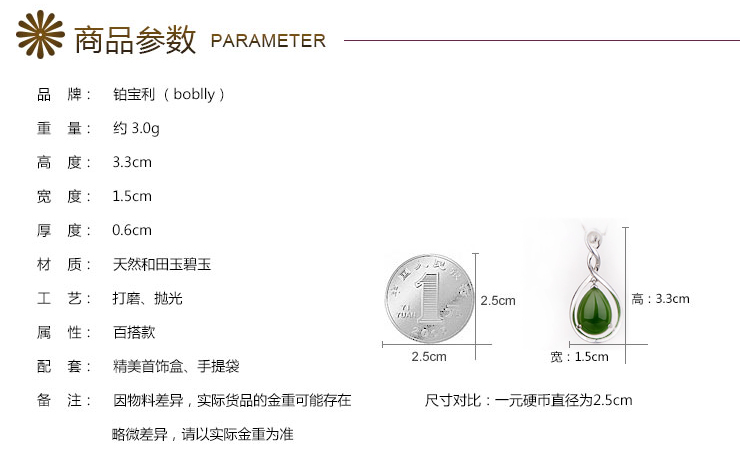 商品参数 PARAMETER
品 牌： 铂宝利（boblly）
重 量： 约 3.0g
高 度： 3.3cm
宽 度： 1.5cm
厚 度： 0.6cm
材 质： 天然和田玉碧玉
工 艺： 打磨、抛光
属 性： 百搭款
配 套： 精美首饰盒、手提袋
备 注： 因物料差异，实际货品的金重可能存在
略微差异，请以实际金重为准
1
YI
YUAN
2.5cm
2.5cm
高：3.3cm
宽：1.5cm
尺寸对比：一元硬币直径为2.5cm